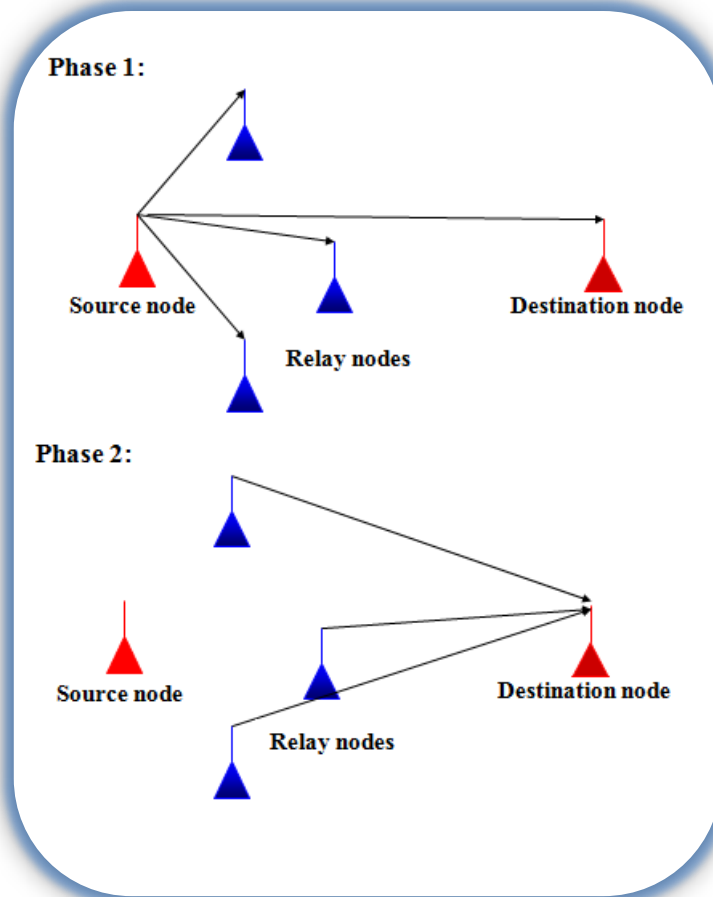 Phase 1:
Source node
Destination node
Relay nodes
Phase 2:
Source node
Destination node
Relay nodes